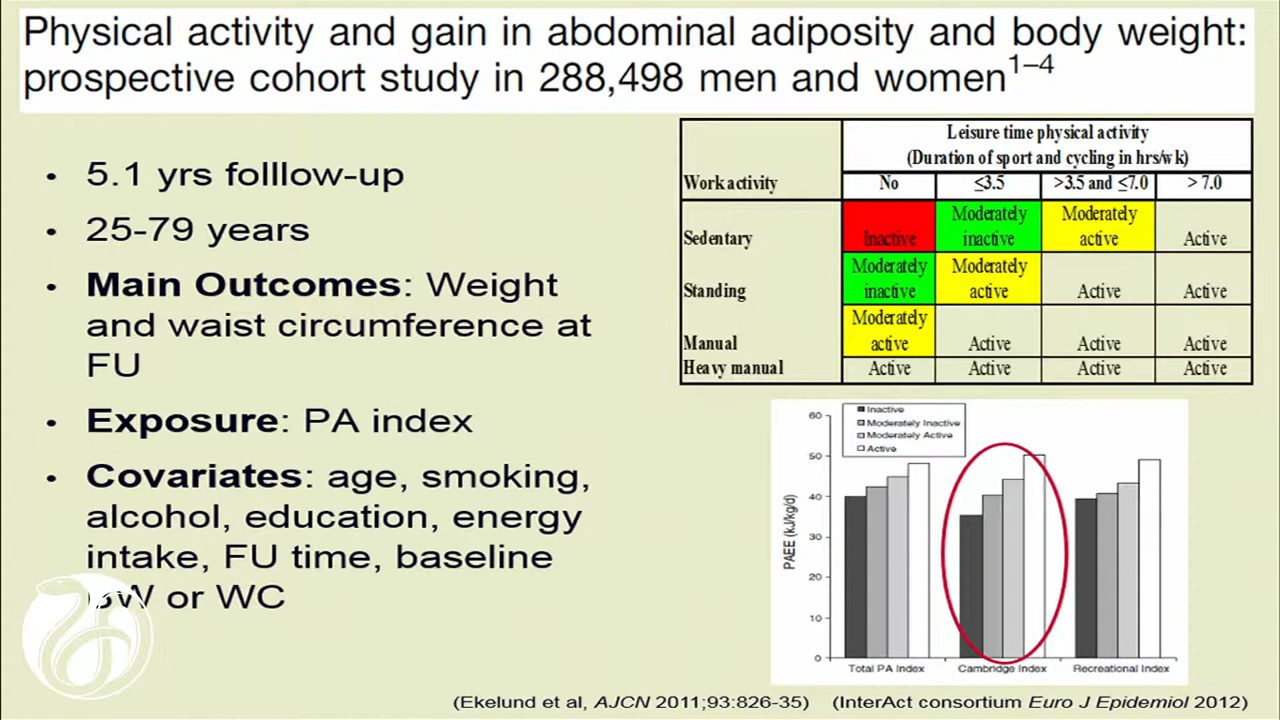 Physical activity and gain in abdominal adiposity and body weight:
prospective cohort study in 288,498 men and women1–4
• 5.1 yrs folllow-up
• 25-79 years
• Main Outcomes: Weight
and waist circumference at
FU
• Exposure: PA index
• Covariates: age, smoking,
alcohol, education, energy
intake, FU time, baseline
BW or WC
Leisure time physical activity
(Duration of sport and cycling in hrs/wk)
Work activity No ≤3.5 >3.5 and ≤7.0 > 7.0
Moderately Moderately
Sedentary Inactive inactive active Active
Moderately Moderately
Standing inactive active Active Active
Moderately
Manual active Active Active Active
Heavy manual Active Active Active Active
Inactive
Moderately Inactive
Moderately Active
Active
PAEE (kJ/kg/d)
60
50
40
30
20
10
0
Total PA Index Cambridge Index Recreational Index
(Ekelund et al, AJCN 2011;93:826-35) (InterAct consortium Euro J Epidemiol 2012)